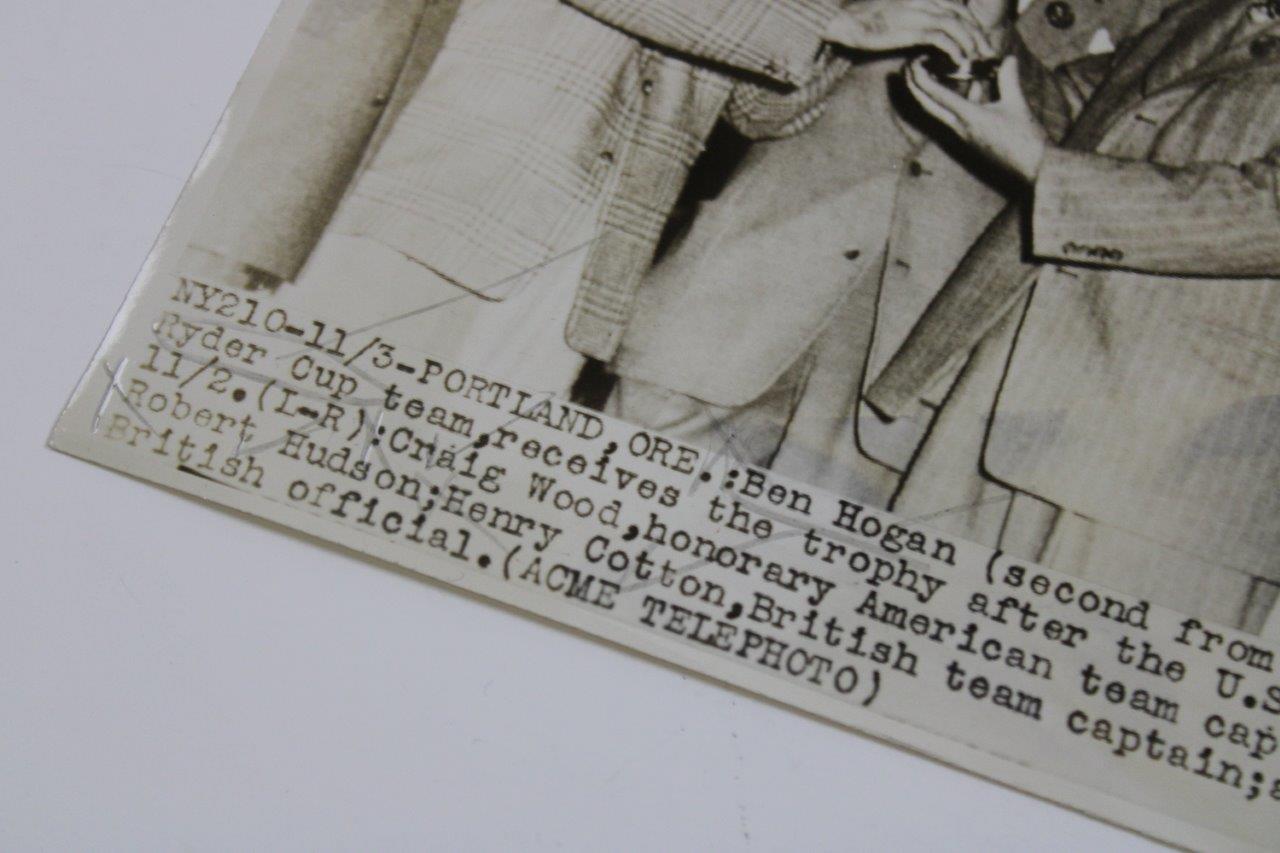 NY210-11/3-PORTLAND,ORE.:Ben Hogan (second from
Ryder Cup team,receives the trophy after the U.S
11/2.(L-R):Craig Wood,honorary American team cap
Robert Hudson;Henry Cotton,British team captain;a
British official.(ACME TELEPHOTO)